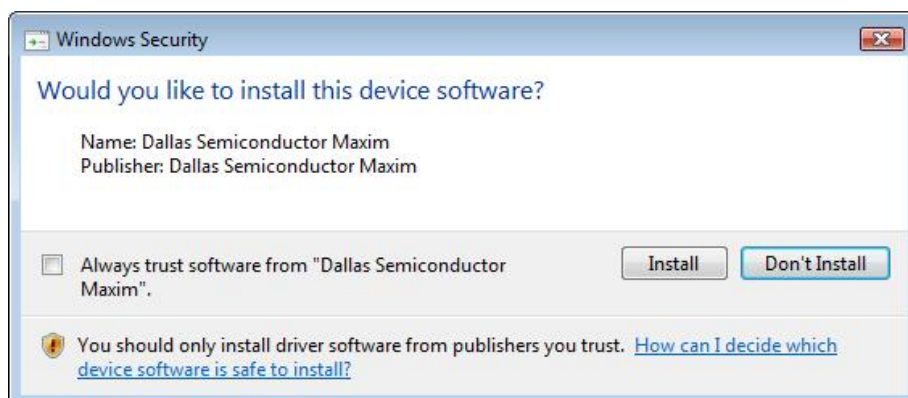 Windows Security
Would you like to install this device software?
Name: Dallas Semiconductor Maxim
Publisher: Dallas Semiconductor Maxim
Always trust software from "Dallas Semiconductor
Maxim".
Install
Don't Install
You should only install driver software from publishers you trust. How can I decide which
device software is safe to install?